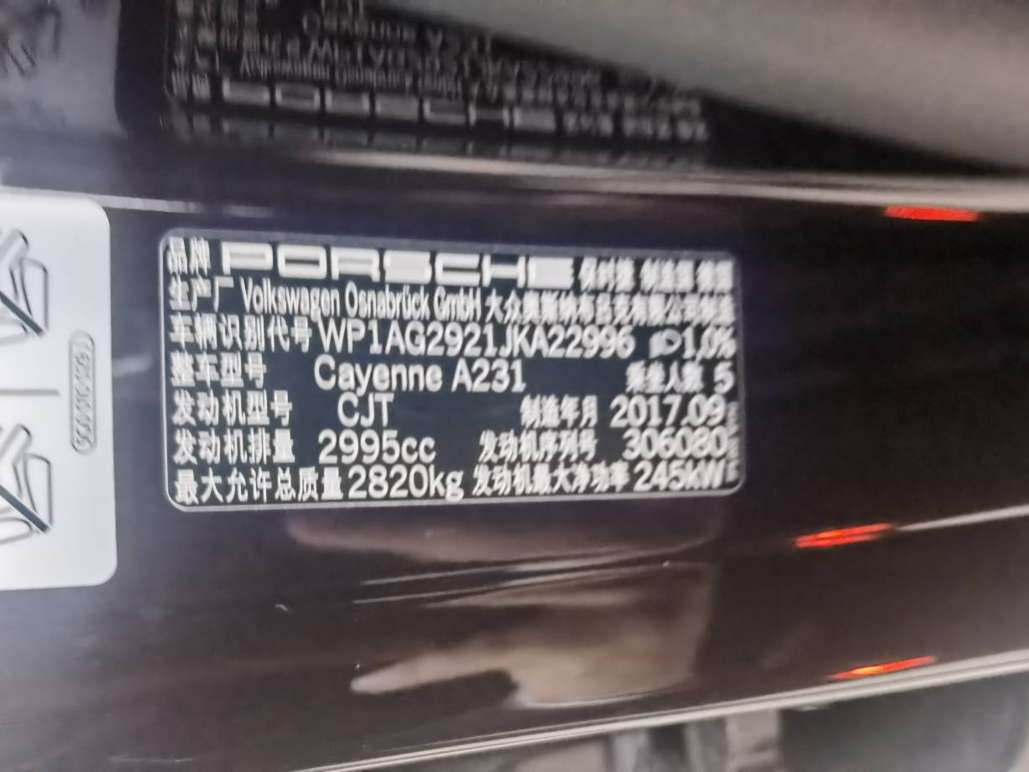 品牌 PORSCHE 保时捷 制造国 德国
生产厂 Volkswagen Osnabrück GmbH 大众奥斯纳布吕克有限公司制造
车辆识别代号 WP1AG2921JKA22996 1,0%
整车型号 Cayenne A231 乘坐人数 5
发动机型号 CJT 制造年月 2017.09
发动机排量 2995cc 发动机序列号 306080
最大允许总质量 2820kg 发动机最大净功率 245kW